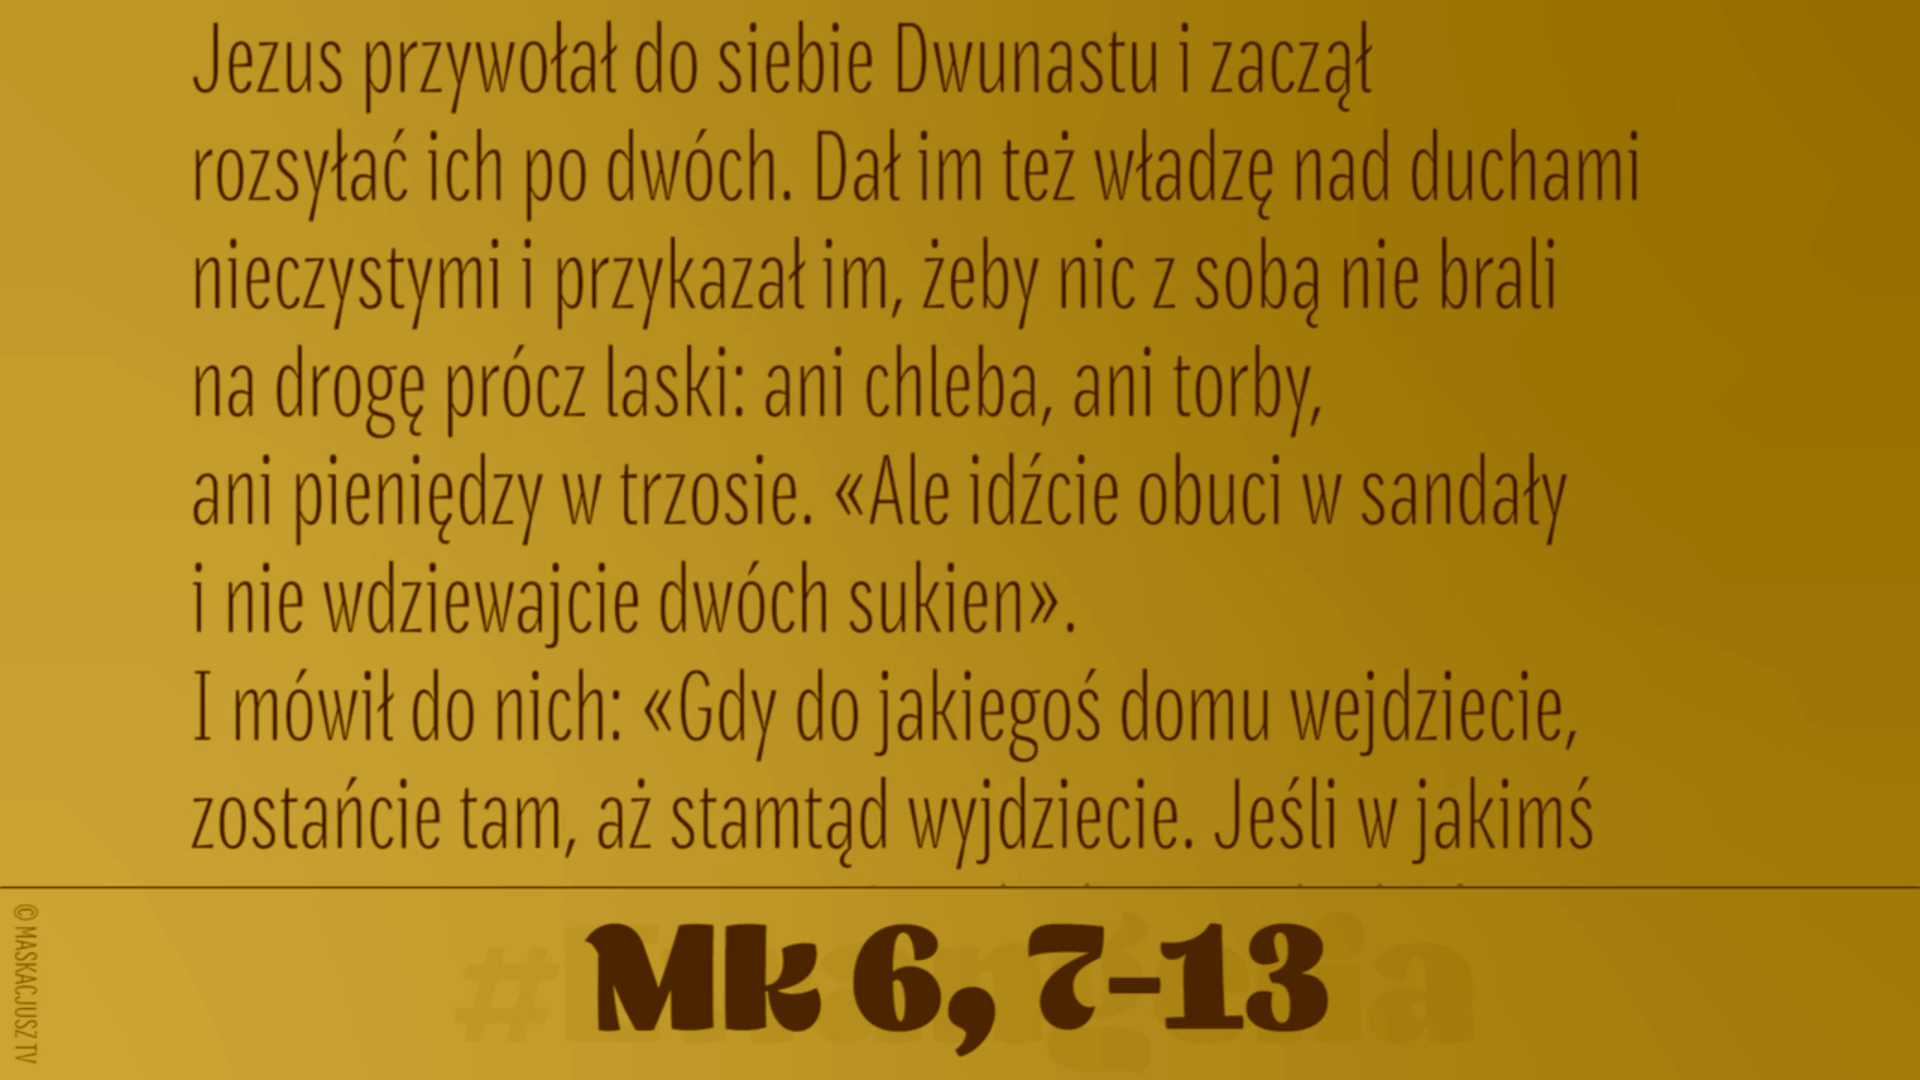 Jezus przywołał do siebie Dwunastu i zaczął
rozsyłać ich po dwóch. Dał im też władzę nad duchami
nieczystymi i przykazał im, żeby nic z sobą nie brali
na drogę prócz laski: ani chleba, ani torby,
ani pieniędzy w trzosie. «Ale idźcie obuci w sandały
i nie wdziewajcie dwóch sukien».
I mówił do nich: «Gdy do jakiegoś domu wejdziecie,
zostańcie tam, aż stamtąd wyjdziecie. Jeśli w jakimś
#Ewangelia
Mk 6, 7-13
© MASKACJUSZ TV